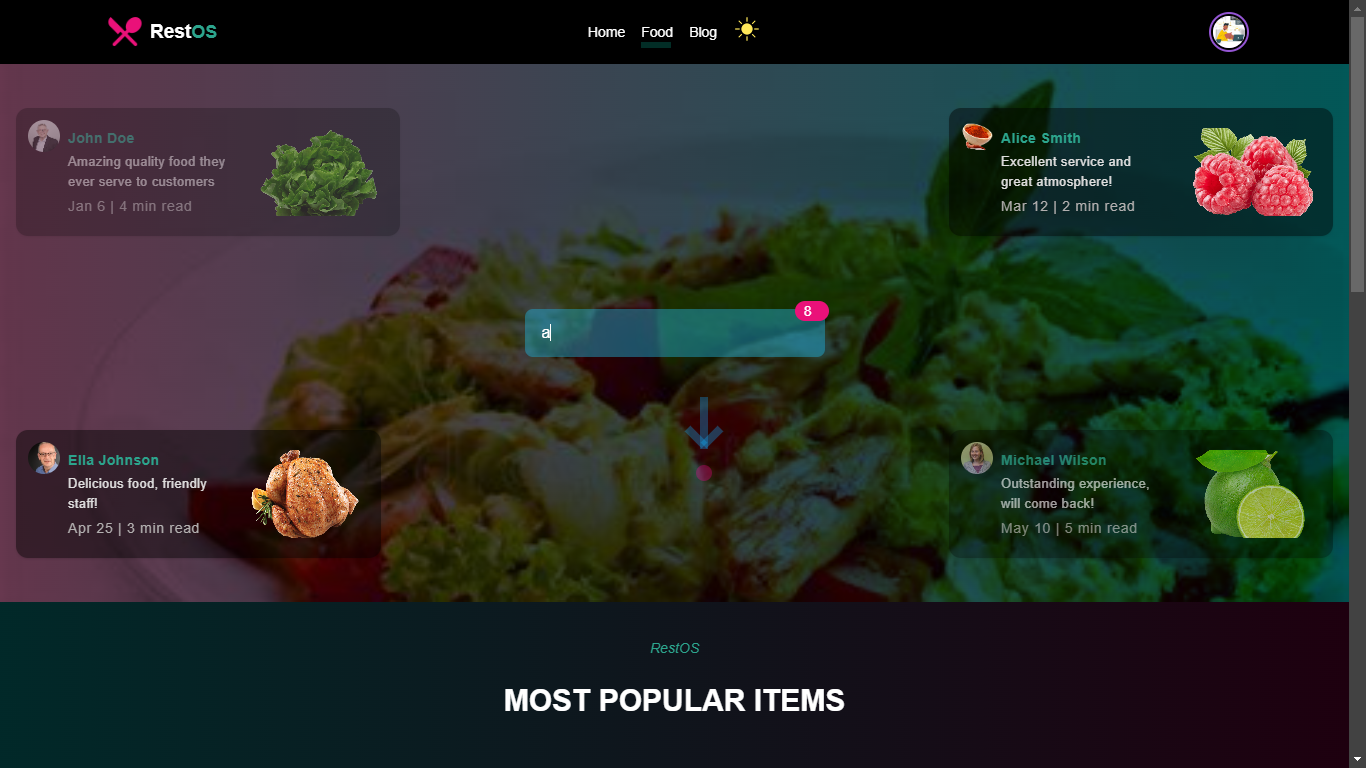 RestOS
Home Food Blog
John Doe
Amazing quality food they
ever serve to customers
Jan 6 | 4 min read
Alice Smith
Excellent service and
great atmosphere!
Mar 12 | 2 min read
8
a
Ella Johnson
Delicious food, friendly
staff!
Apr 25 | 3 min read
Michael Wilson
Outstanding experience,
will come back!
May 10 | 5 min read
RestOS
MOST POPULAR ITEMS